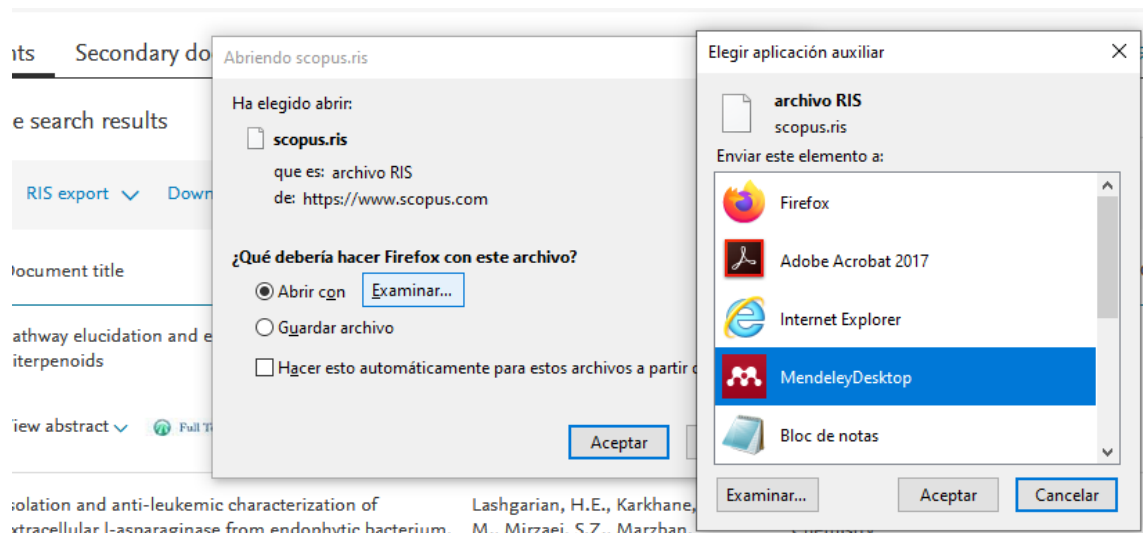 Secondary do
e search results
RIS export
Down
Document title
athway elucidation and e
iterpenoids
iew abstract
Full T
solation and anti-leukemic characterization of
xtracellular l-asparaginase from endophytic bacterium,
Lashgarian, H.E., Karkhane,
M., Mirzaei, S.Z., Marzban,
Abriendo scopus.ris
Ha elegido abrir:
scopus.ris
que es: archivo RIS
de: https://www.scopus.com
¿Qué debería hacer Firefox con este archivo?
Abrir con
Examinar...
Guardar archivo
Hacer esto automáticamente para estos archivos a partir d
Aceptar
Elegir aplicación auxiliar
archivo RIS
scopus.ris
Enviar este elemento a:
Firefox
Adobe Acrobat 2017
Internet Explorer
MendeleyDesktop
Bloc de notas
Examinar...
Aceptar
Cancelar